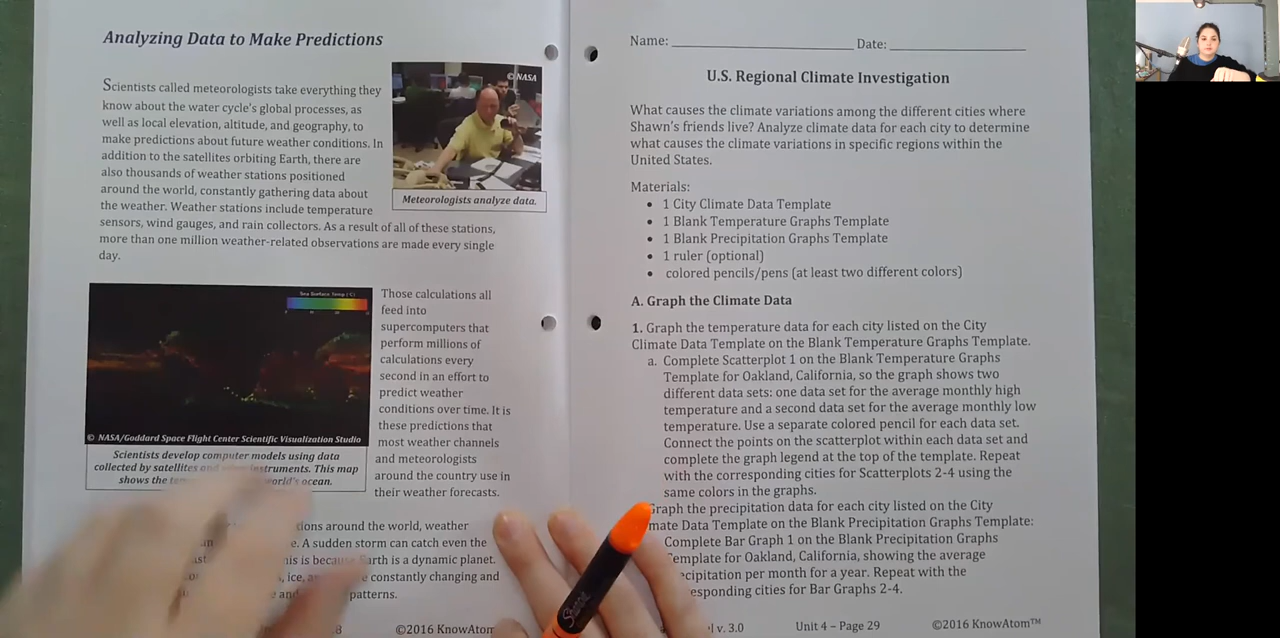 Analyzing Data to Make Predictions
Scientists called meteorologists take everything they
know about the water cycle's global processes, as
well as local elevation, altitude, and geography, to
make predictions about future weather conditions. In
addition to the satellites orbiting Earth, there are
also thousands of weather stations positioned
around the world, constantly gathering data about
the weather. Weather stations include temperature
sensors, wind gauges, and rain collectors. As a result of all of these stations,
more than one million weather-related observations are made every single
day.
© NASA
Meteorologists analyze data.
Sea Surface Temp (°C)
© NASA/Goddard Space Flight Center Scientific Visualization Studio
Scientists develop computer models using data
collected by satellites and other instruments. This map
shows the world's ocean.
Those calculations all
feed into
supercomputers that
perform millions of
calculations every
second in an effort to
predict weather
conditions over time. It is
these predictions that
most weather channels
and meteorologists
around the country use in
their weather forecasts.
around the world, weather
A sudden storm can catch even the
is because Earth is a dynamic planet.
ice, constantly changing and
and patterns.
©2016 KnowAtom
Name: Date:
U.S. Regional Climate Investigation
What causes the climate variations among the different cities where
Shawn's friends live? Analyze climate data for each city to determine
what causes the climate variations in specific regions within the
United States.
Materials:
• 1 City Climate Data Template
• 1 Blank Temperature Graphs Template
• 1 Blank Precipitation Graphs Template
• 1 ruler (optional)
• colored pencils/pens (at least two different colors)
A. Graph the Climate Data
1. Graph the temperature data for each city listed on the City
Climate Data Template on the Blank Temperature Graphs Template.
a. Complete Scatterplot 1 on the Blank Temperature Graphs
Template for Oakland, California, so the graph shows two
different data sets: one data set for the average monthly high
temperature and a second data set for the average monthly low
temperature. Use a separate colored pencil for each data set.
Connect the points on the scatterplot within each data set and
complete the graph legend at the top of the template. Repeat
with the corresponding cities for Scatterplots 2-4 using the
same colors in the graphs.
Graph the precipitation data for each city listed on the City
Data Template on the Blank Precipitation Graphs Template:
Complete Bar Graph 1 on the Blank Precipitation Graphs
Template for Oakland, California, showing the average
per month for a year. Repeat with the
cities for Bar Graphs 2-4.
v. 3.0 Unit 4 – Page 29 ©2016 KnowAtom™
Sharpie